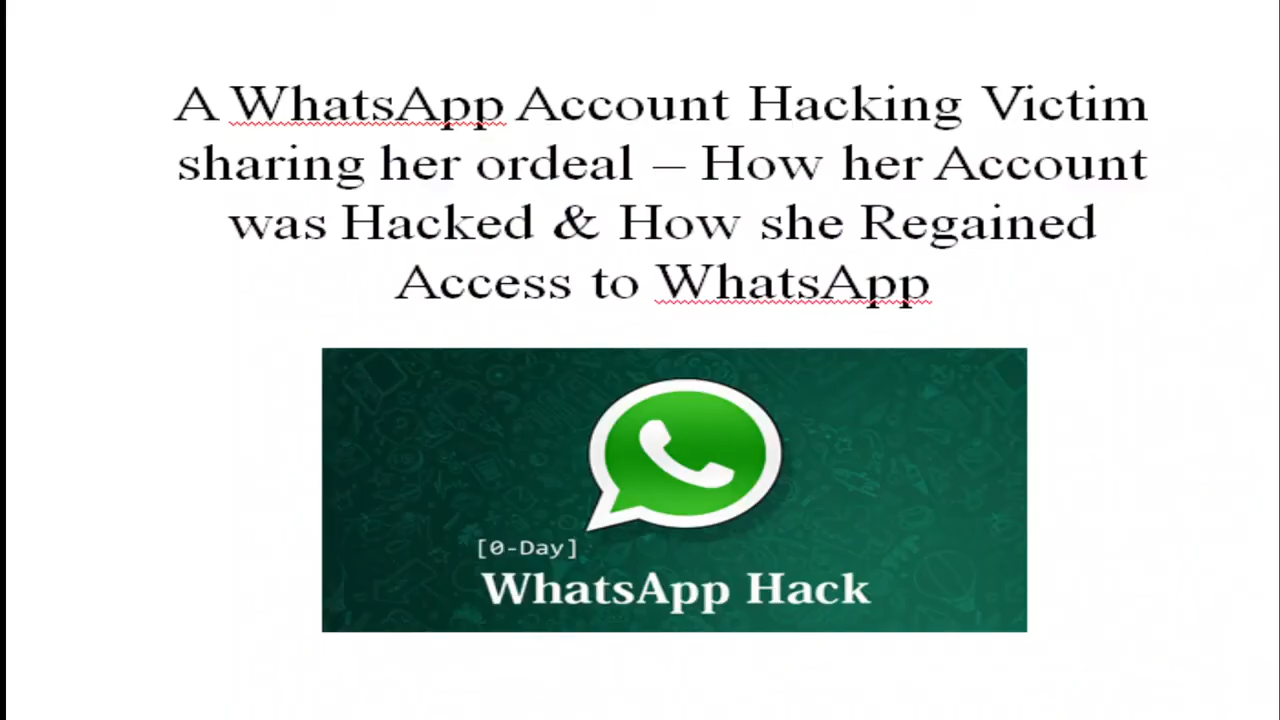 A WhatsApp Account Hacking Victim
sharing her ordeal – How her Account
was Hacked & How she Regained
Access to WhatsApp
[0-Day]
WhatsApp Hack